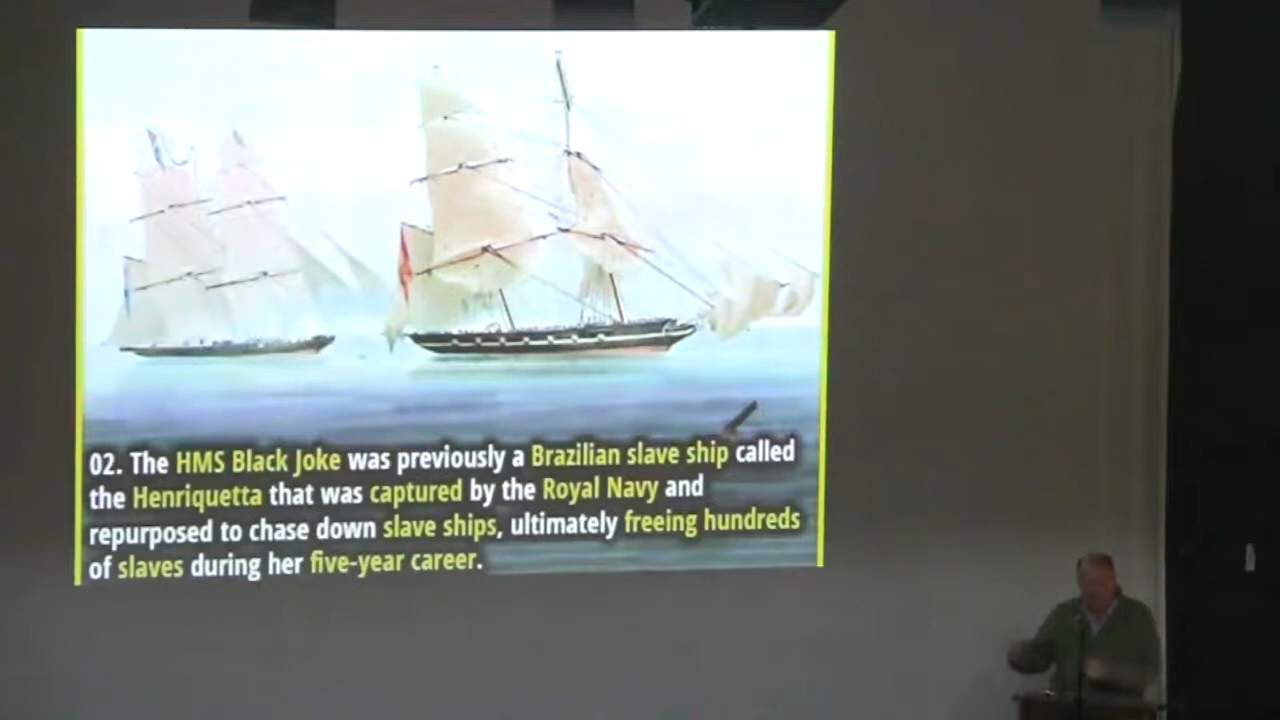 02. The HMS Black Joke was previously a Brazilian slave ship called
the Henriquetta that was captured by the Royal Navy and
repurposed to chase down slave ships, ultimately freeing hundreds
of slaves during her five-year career.